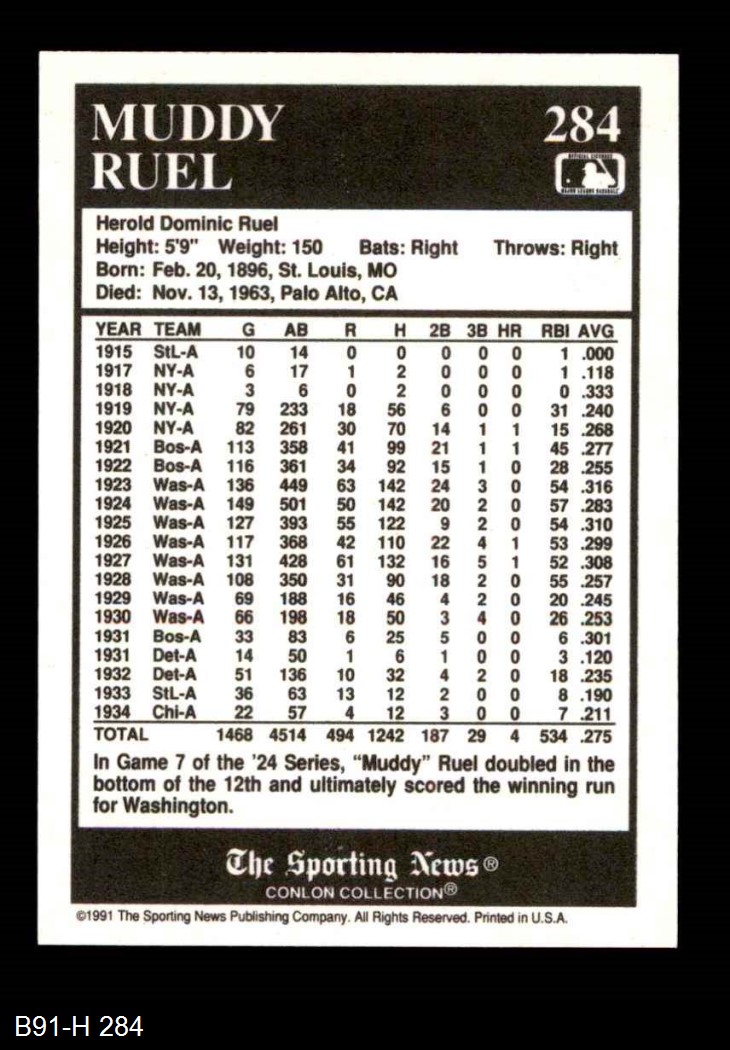 MUDDY 284
RUEL
OFFICIAL LICENSEE
MAJOR LEAGUE BASEBALL
Herold Dominic Ruel
Height: 5'9" Weight: 150 Bats: Right Throws: Right
Born: Feb. 20, 1896, St. Louis, MO
Died: Nov. 13, 1963, Palo Alto, CA
YEAR TEAM G AB R H 2B 3B HR RBI AVG
1915 StL-A 10 14 0 0 0 0 0 1 .000
1917 NY-A 6 17 1 2 0 0 0 1 .118
1918 NY-A 3 6 0 2 0 0 0 0 .333
1919 NY-A 79 233 18 56 6 0 0 31 .240
1920 NY-A 82 261 30 70 14 1 1 15 .268
1921 Bos-A 113 358 41 99 21 1 1 45 .277
1922 Bos-A 116 361 34 92 15 1 0 28 .255
1923 Was-A 136 449 63 142 24 3 0 54 .316
1924 Was-A 149 501 50 142 20 2 0 57 .283
1925 Was-A 127 393 55 122 9 2 0 54 .310
1926 Was-A 117 368 42 110 22 4 1 53 .299
1927 Was-A 131 428 61 132 16 5 1 52 .308
1928 Was-A 108 350 31 90 18 2 0 55 .257
1929 Was-A 69 188 16 46 4 2 0 20 .245
1930 Was-A 66 198 18 50 3 4 0 26 .253
1931 Bos-A 33 83 6 25 5 0 0 6 .301
1931 Det-A 14 50 1 6 1 0 0 3 .120
1932 Det-A 51 136 10 32 4 2 0 18 .235
1933 StL-A 36 63 13 12 2 0 0 8 .190
1934 Chi-A 22 57 4 12 3 0 0 7 .211
TOTAL 1468 4514 494 1242 187 29 4 534 .275
In Game 7 of the '24 Series, “Muddy” Ruel doubled in the
bottom of the 12th and ultimately scored the winning run
for Washington.
The Sporting News®
CONLON COLLECTION®
©1991 The Sporting News Publishing Company. All Rights Reserved. Printed in U.S.A.
B91-H 284